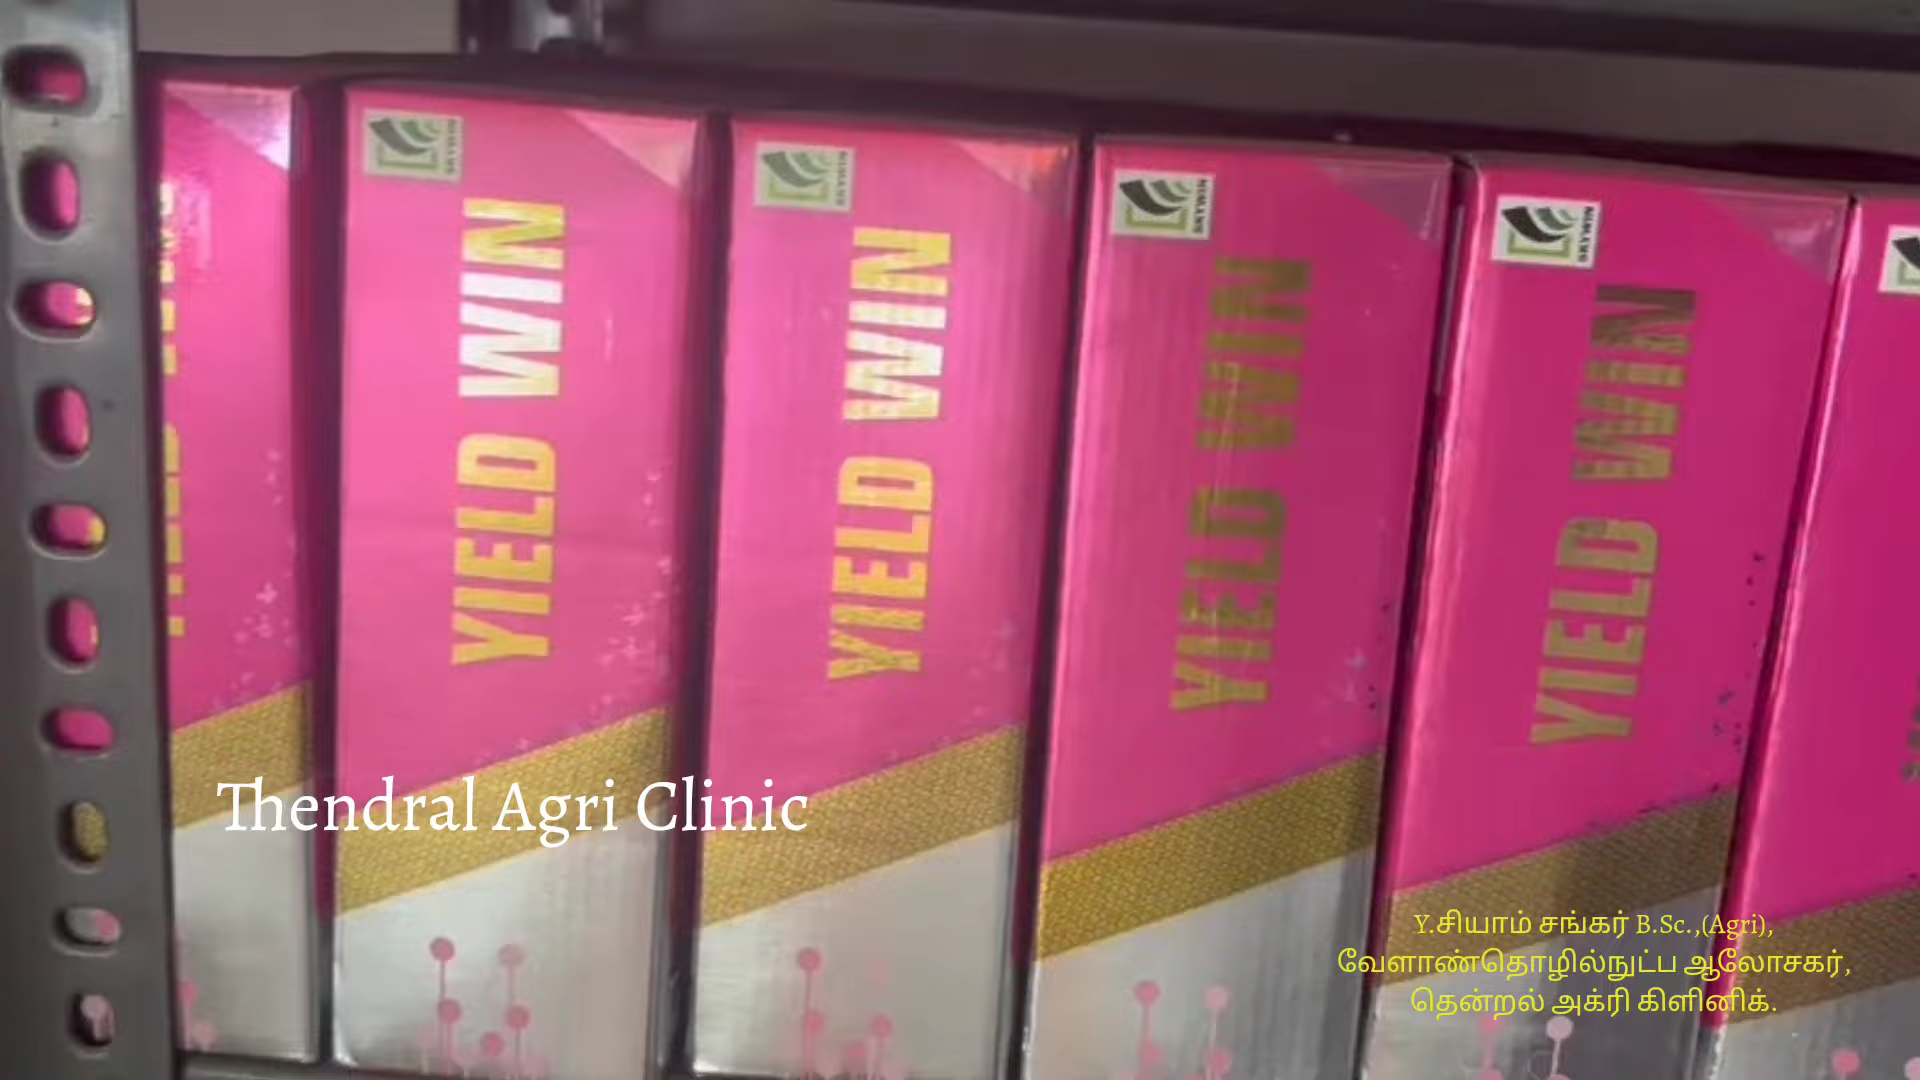 YIELD WIN
YIELD WIN
YIELD WIN
YIELD WIN
Thendral Agri Clinic
Y.சியாம் சங்கர் B.Sc.,(Agri),
வேளாண்தொழில்நுட்ப ஆலோசகர்,
தென்றல் அக்ரி கிளினிக்.